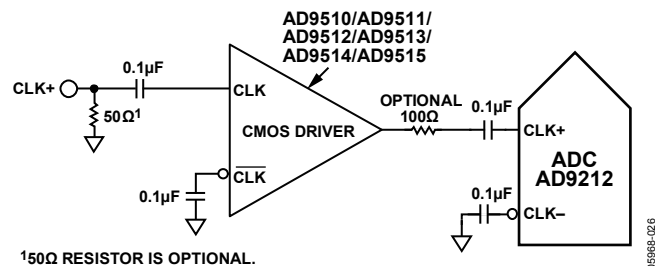 AD9510/AD9511/
AD9512/AD9513/
AD9514/AD9515
CLK+
0.1µF
50Ω¹
CLK
CMOS DRIVER
C̅L̅K̅
0.1µF
OPTIONAL
100Ω
0.1µF
CLK+
ADC
AD9212
0.1µF
CLK–
¹50Ω RESISTOR IS OPTIONAL.
05968-026